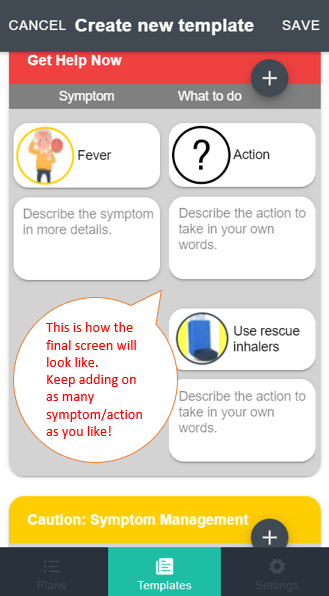 CANCEL Create new template SAVE
Get Help Now
+
Symptom What to do
Fever
? Action
Describe the symptom
in more details.
Describe the action to
take in your own
words.
This is how the
final screen will
look like.
Keep adding on
as many
symptom/action
as you like!
Use rescue
inhalers
Describe the action to
take in your own
words.
Caution: Symptom Management
+
Plans Templates Settings